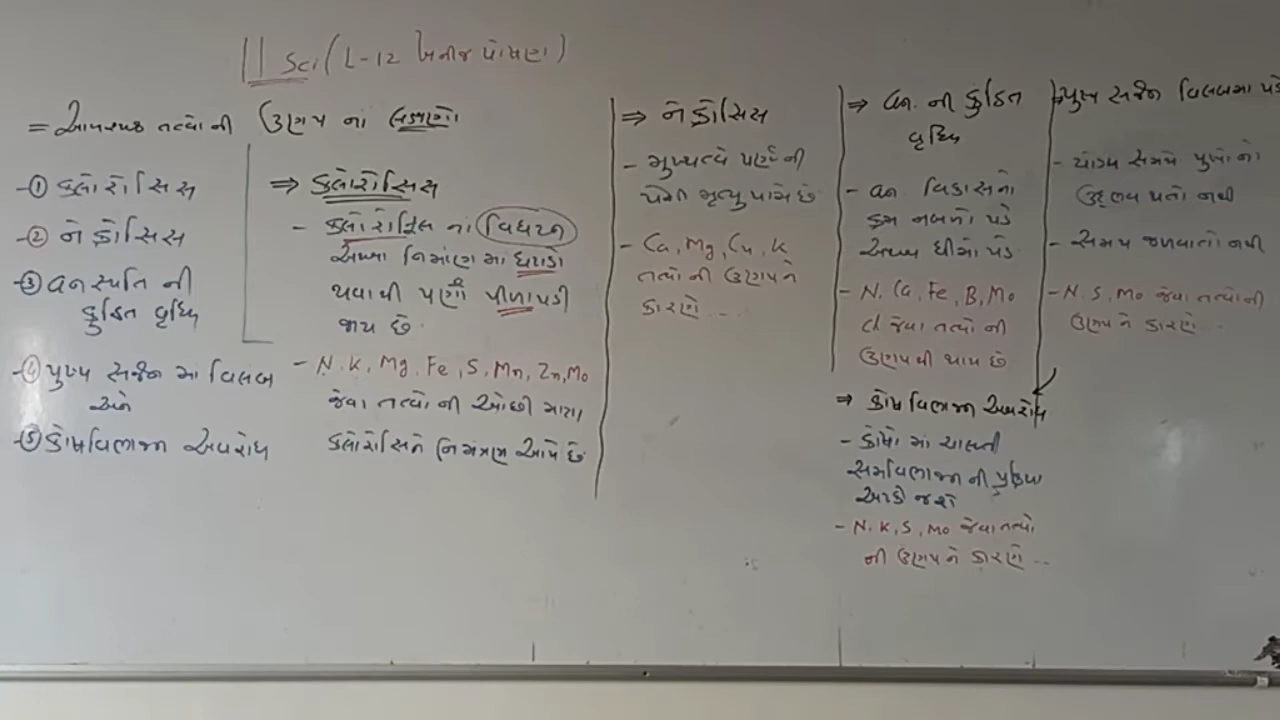 11 Sci (L-12 ખનીજ પોષણ)
= આવશ્યક તત્વો ની ઉણપ નાં લક્ષણો
-① ક્લોરોસિસ
-② નેક્રોસિસ
-③ વનસ્પતિ ની
કુંઠિત વૃધ્ધિ
-④ પુષ્પ સર્જન માં વિલંબ
અને
-⑤ કોષવિભાજન અવરોધ
⇒ ક્લોરોસિસ
- ક્લોરોફિલ નાં વિઘટન
અથવા નિર્માણ માં ઘટાડો
થવાથી પર્ણો પીળા પડી
જાય છે.
- N, K, Mg, Fe, S, Mn, Zn, Mo
જેવા તત્વો ની ઓછી માત્રા
ક્લોરોસિને નિમંત્રણ આપે છે
⇒ નેક્રોસિસ
- મુખ્યત્વે પર્ણની
પેશી મૃત્યુ પામે છે
- Ca, Mg, Cu, K
તત્વો ની ઉણપને
કારણે ...
⇒ વન. ની કુંઠિત
વૃધ્ધિ
- વન. વિકાસનો
ક્રમ નબળો પડે
અથવા ધીમો પડે
- N, Ca, Fe, B, Mo
Cl જેવા તત્વો ની
ઉણપથી થાય છે
⇒ કોષવિભાજન અવરોધ
- કોષો માં ચાલતી
સમવિભાજન ની પ્રક્રિયા
અટકી જશે
- N, K, S, Mo જેવા તત્વો
ની ઉણપને કારણે ..
પુષ્પ સર્જન વિલંબમાં પડે
- યોગ્ય સમયે પુષ્પોનો
ઉદ્ભવ થતો નથી
- સમય જળવાતો નથી
- N, S, Mo જેવા તત્વોની
ઉણપને કારણે ..